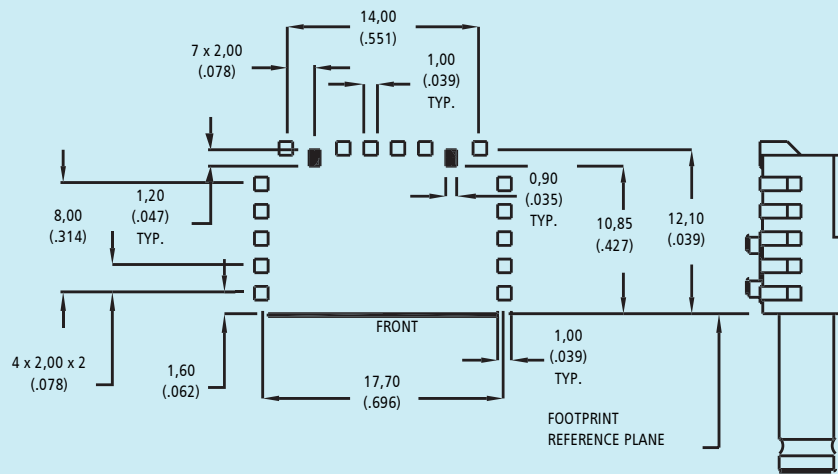 14,00
(.551)
7 x 2,00
(.078)
1,00
(.039)
TYP.
1,20
(.047)
TYP.
8,00
(.314)
0,90
(.035)
TYP.
10,85
(.427)
12,10
(.039)
FRONT
4 x 2,00 x 2
(.078)
1,60
(.062)
17,70
(.696)
1,00
(.039)
TYP.
FOOTPRINT
REFERENCE PLANE